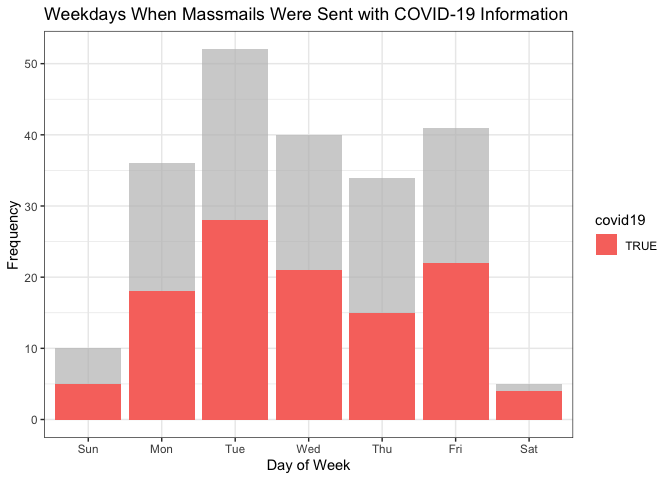 Weekdays When Massmails Were Sent with COVID-19 Information
50
40
30
20
10
0
Frequency
Sun Mon Tue Wed Thu Fri Sat
Day of Week
covid19
TRUE